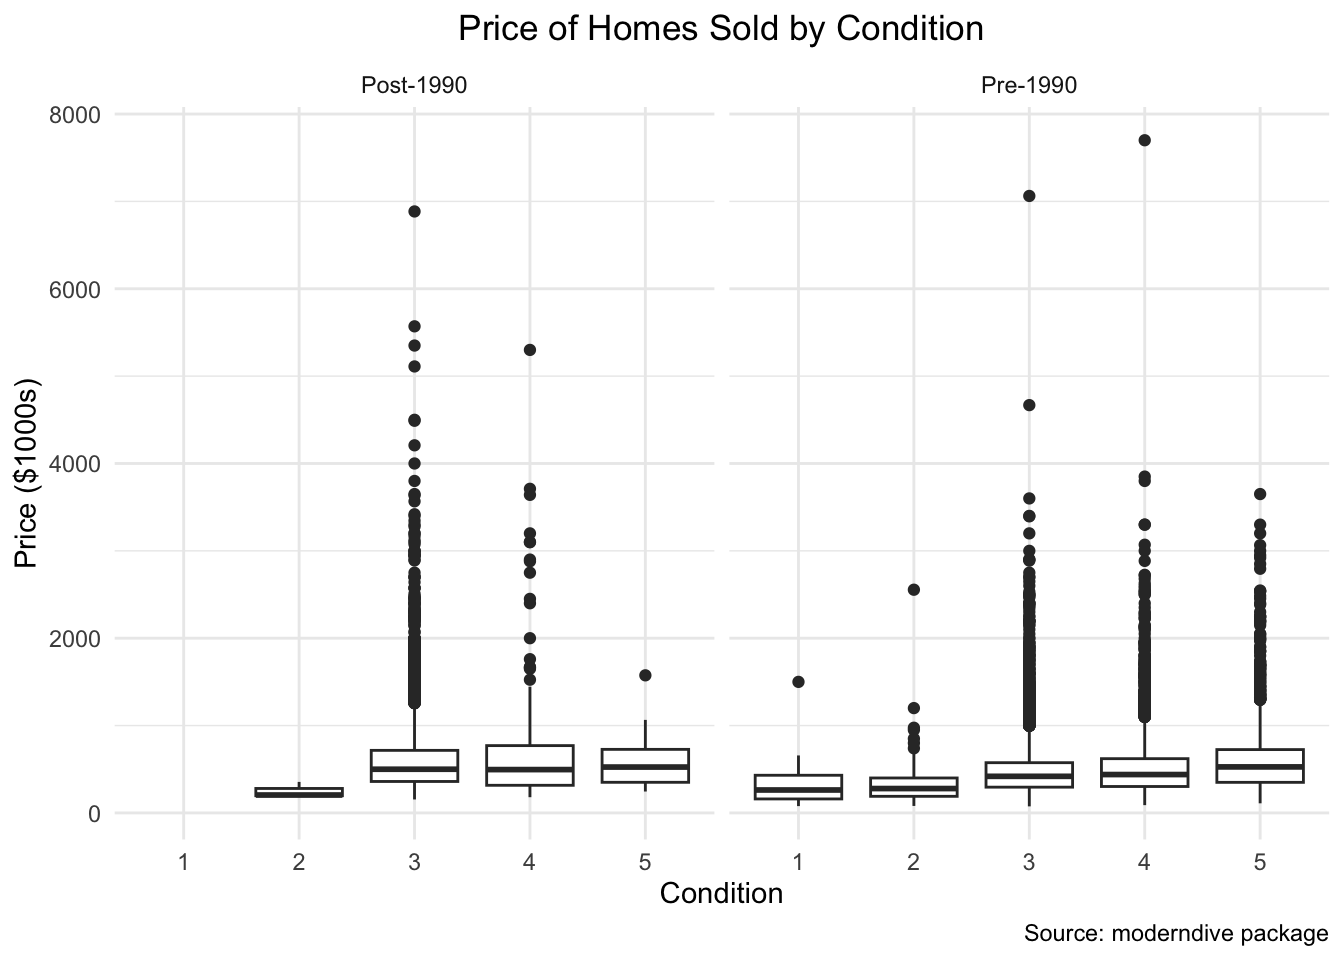 Price of Homes Sold by Condition
Post-1990 Pre-1990
8000
6000
4000
2000
0
Price ($1000s)
1 2 3 4 5 1 2 3 4 5
Condition
Source: moderndive package